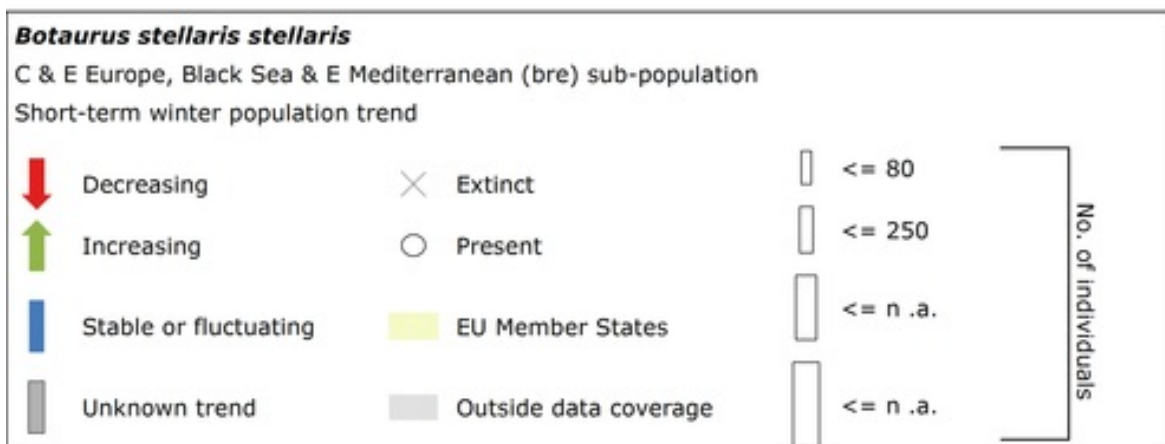 Botaurus stellaris stellaris
C & E Europe, Black Sea & E Mediterranean (bre) sub-population
Short-term winter population trend
Decreasing
Extinct
<= 80
Increasing
Present
<= 250
Stable or fluctuating
EU Member States
<= n .a.
Unknown trend
Outside data coverage
<= n .a.
No. of individuals